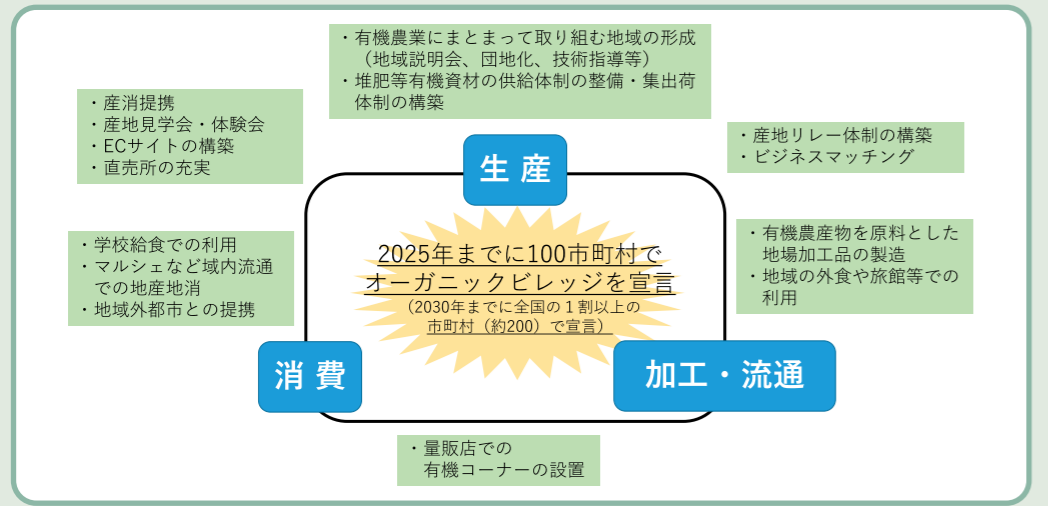 ・有機農業にまとまって取り組む地域の形成
（地域説明会、団地化、技術指導等）
・堆肥等有機資材の供給体制の整備・集出荷
体制の構築
・産消提携
・産地見学会・体験会
・ECサイトの構築
・直売所の充実
・産地リレー体制の構築
・ビジネスマッチング
生 産
・学校給食での利用
・マルシェなど域内流通
での地産地消
・地域外都市との提携
2025年までに100市町村で
オーガニックビレッジを宣言
（2030年までに全国の１割以上の
市町村（約200）で宣言）
・有機農産物を原料とした
地場加工品の製造
・地域の外食や旅館等での
利用
消 費
加工・流通
・量販店での
有機コーナーの設置